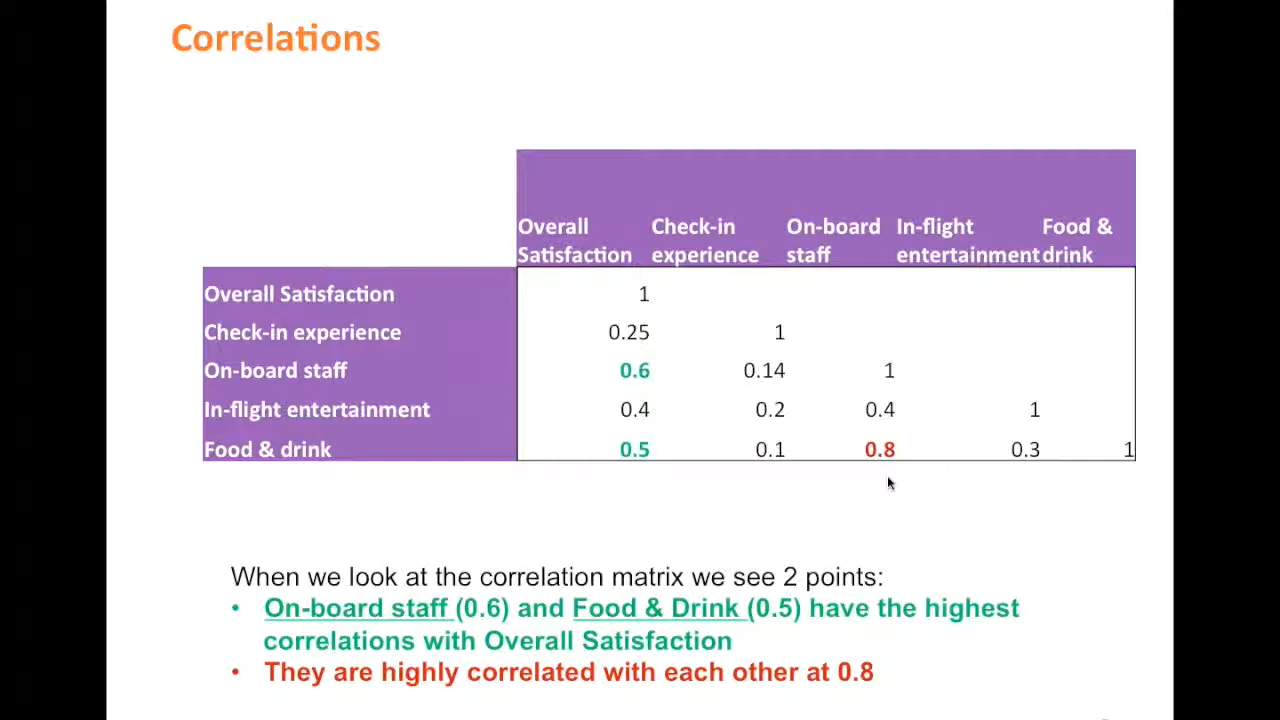 Correlations
Overall Check-in On-board In-flight Food &
Satisfaction experience staff entertainment drink
Overall Satisfaction 1
Check-in experience 0.25 1
On-board staff 0.6 0.14 1
In-flight entertainment 0.4 0.2 0.4 1
Food & drink 0.5 0.1 0.8 0.3 1
When we look at the correlation matrix we see 2 points:
• On-board staff (0.6) and Food & Drink (0.5) have the highest
correlations with Overall Satisfaction
• They are highly correlated with each other at 0.8